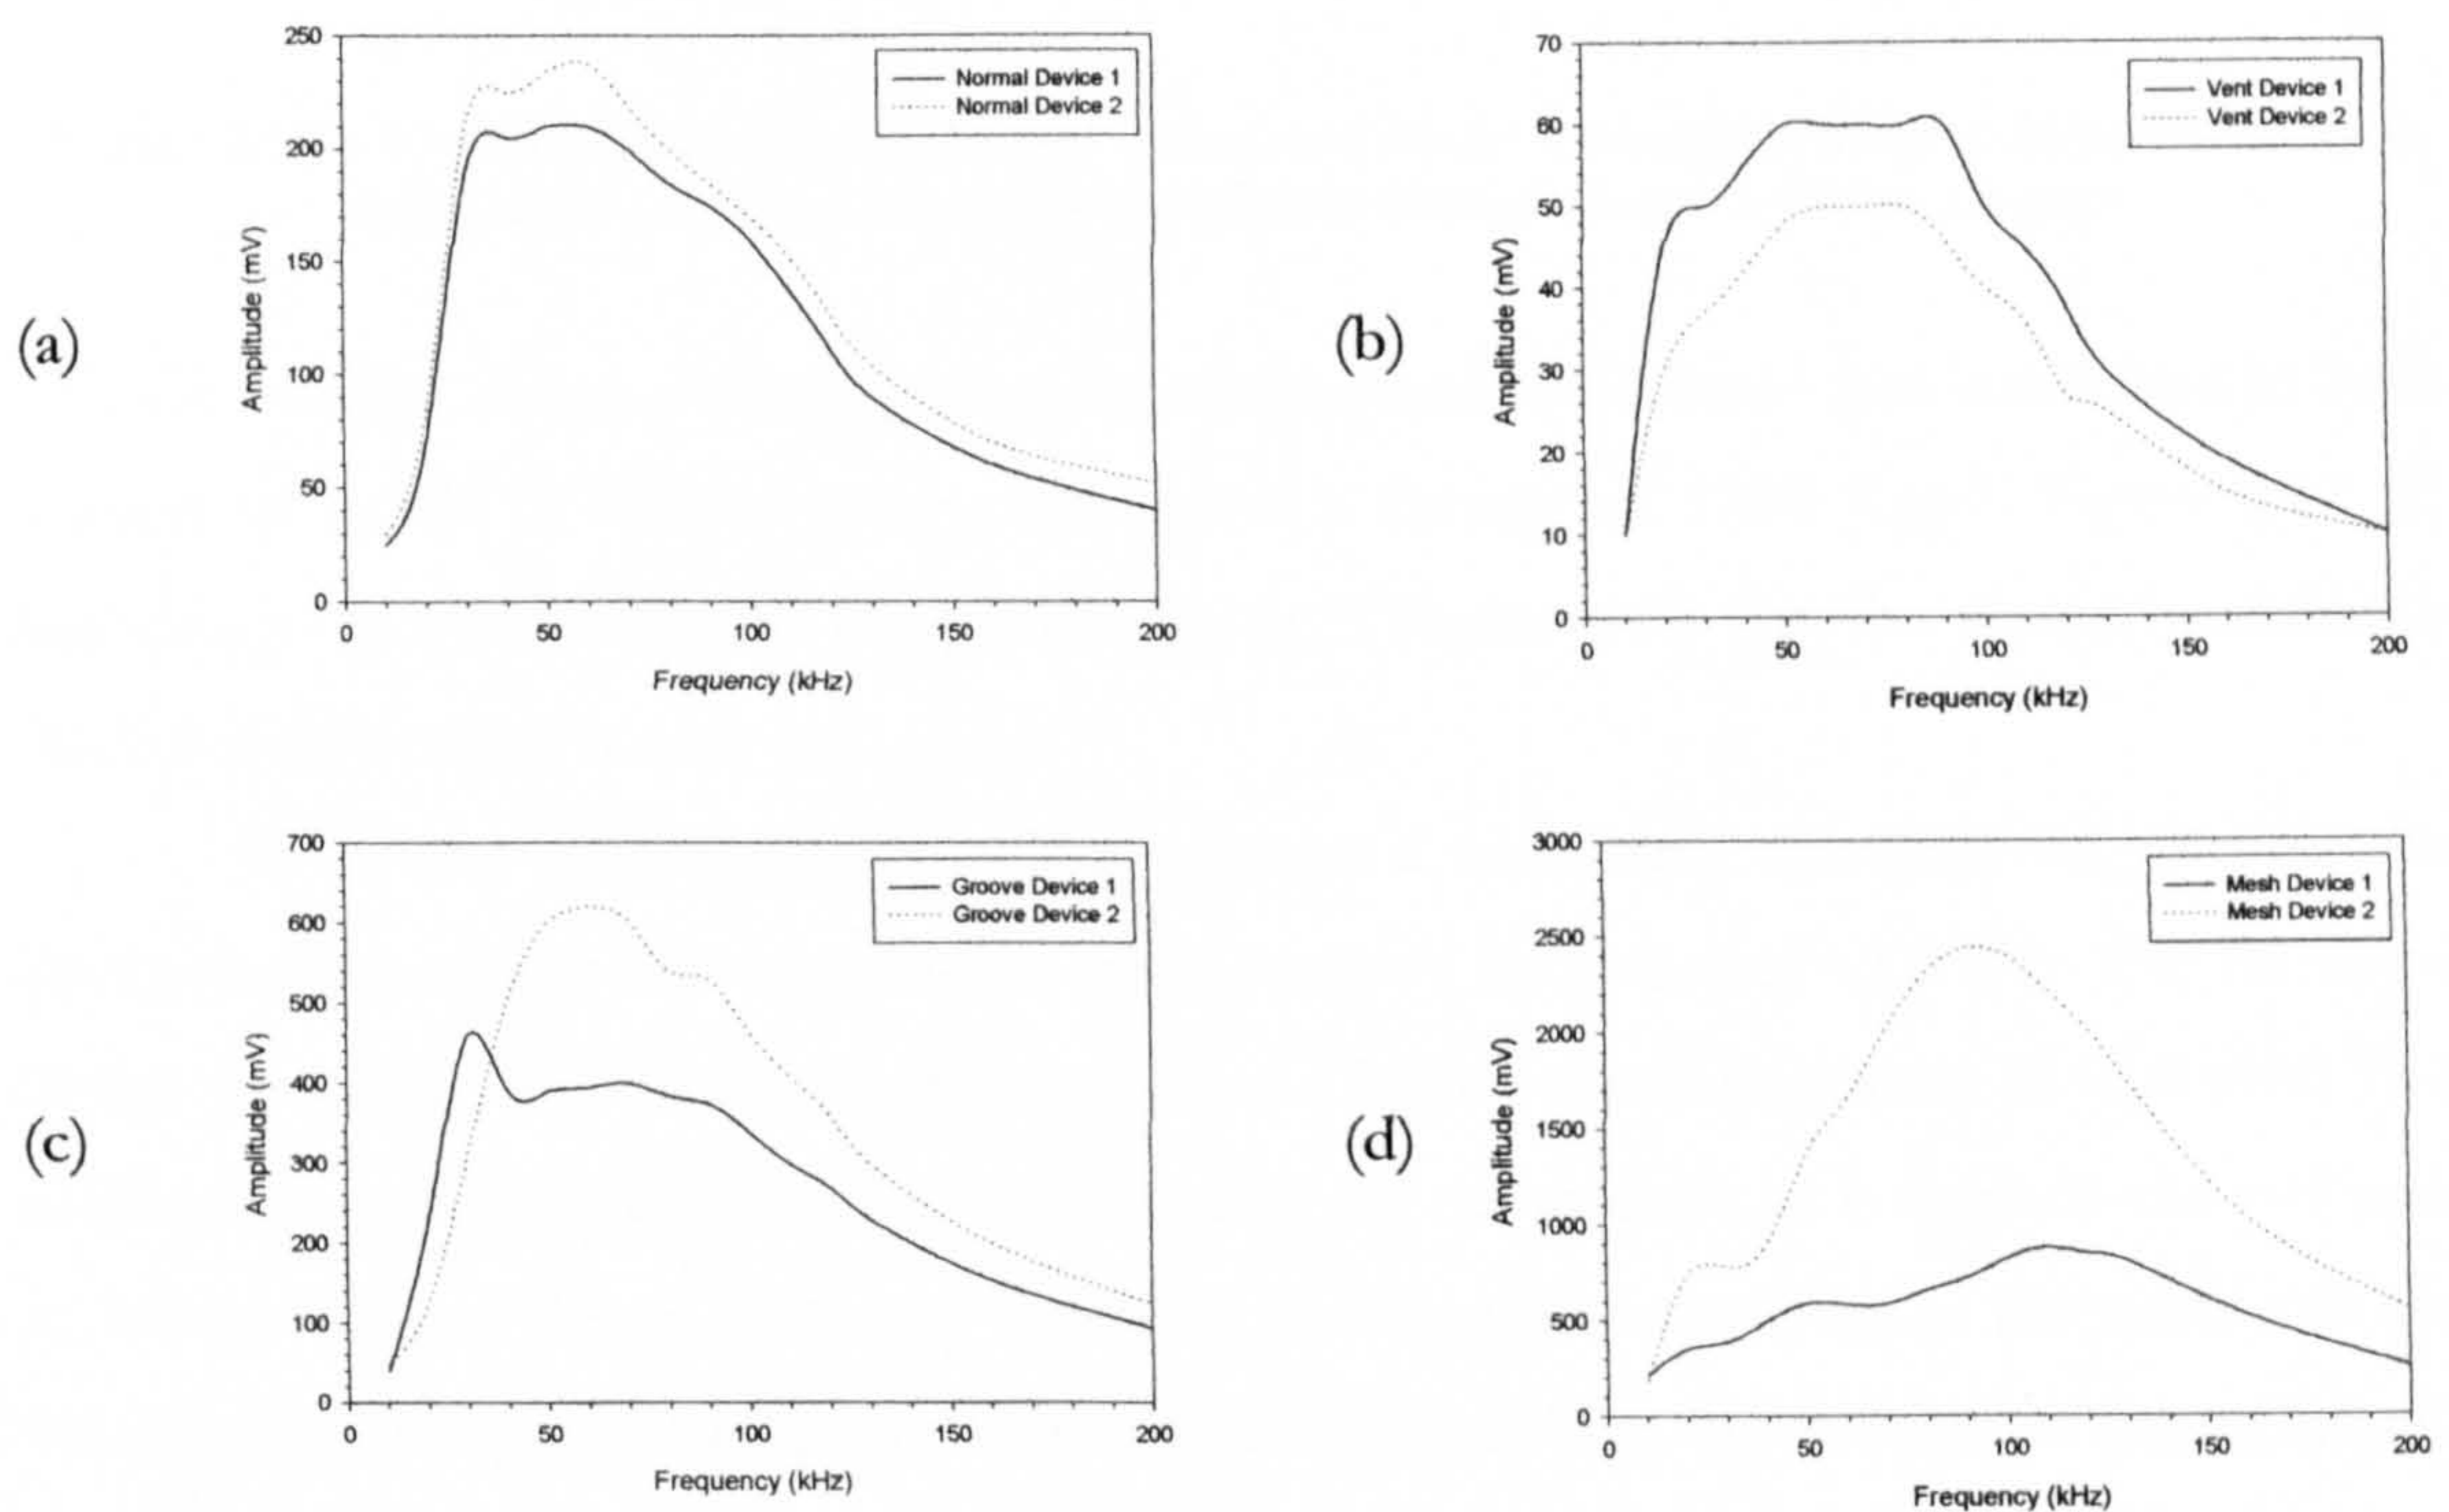 (a)
250
200
150
100
50
0
Amplitude (mV)
Normal Device 1
Normal Device 2
0 50 100 150 200
Frequency (kHz)
(b)
70
60
50
40
30
20
10
0
Amplitude (mV)
Vent Device 1
Vent Device 2
0 50 100 150 200
Frequency (kHz)
(c)
700
600
500
400
300
200
100
0
Amplitude (mV)
Groove Device 1
Groove Device 2
0 50 100 150 200
Frequency (kHz)
(d)
3000
2500
2000
1500
1000
500
0
Amplitude (mV)
Mesh Device 1
Mesh Device 2
0 50 100 150 200
Frequency (kHz)